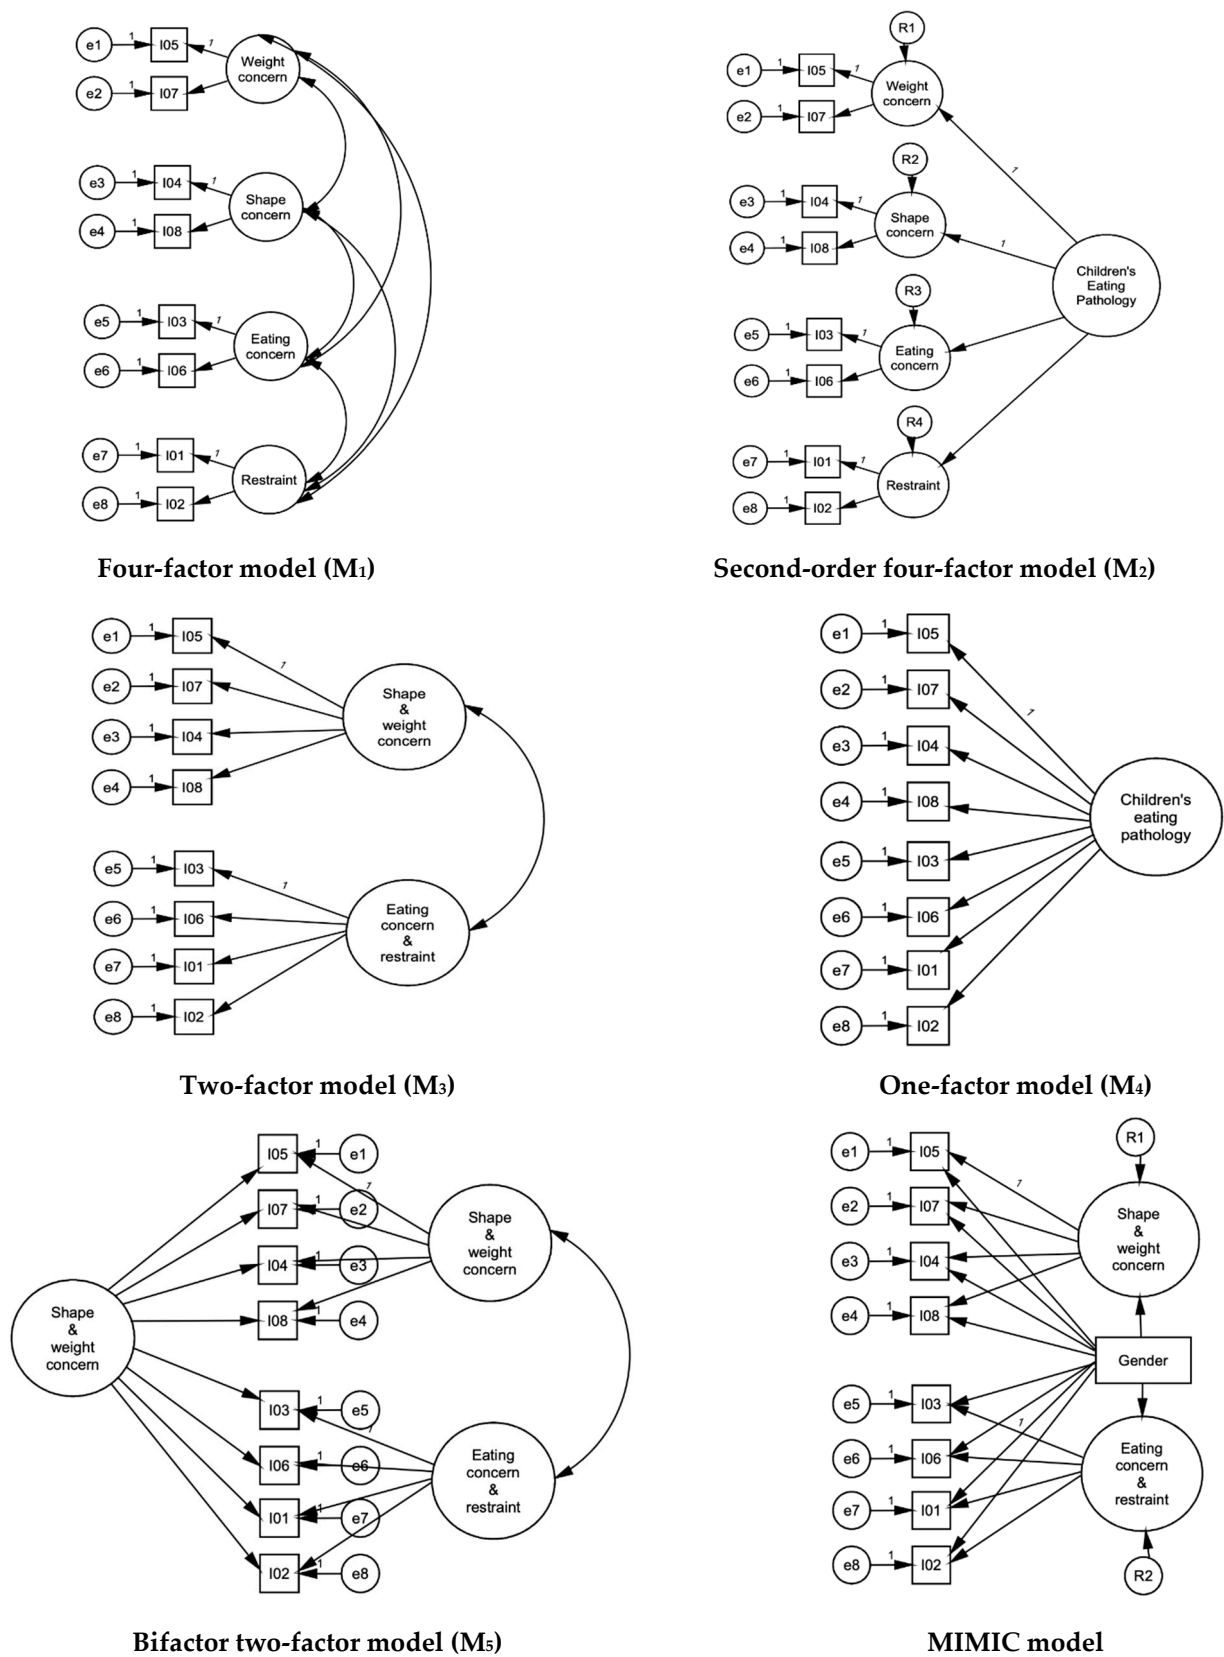 e1 1 I05 1
e2 1 I07
Weight
concern
e3 1 I04 1
e4 1 I08
Shape
concern
e5 1 I03 1
e6 1 I06
Eating
concern
e7 1 I01 1
e8 1 I02
Restraint
Four-factor model (M1)
R1
e1 1 I05 1
e2 1 I07
Weight
concern
R2
e3 1 I04 1
e4 1 I08
Shape
concern
R3
e5 1 I03 1
e6 1 I06
Eating
concern
R4
e7 1 I01 1
e8 1 I02
Restraint
1
1
Children's
Eating
Pathology
Second-order four-factor model (M2)
e1 1 I05 1
e2 1 I07
e3 1 I04
e4 1 I08
Shape
&
weight
concern
e5 1 I03 1
e6 1 I06
e7 1 I01
e8 1 I02
Eating
concern
&
restraint
Two-factor model (M3)
e1 1 I05 1
e2 1 I07
e3 1 I04
e4 1 I08
e5 1 I03
e6 1 I06
e7 1 I01
e8 1 I02
Children's
eating
pathology
One-factor model (M4)
Shape
&
weight
concern
I05 1 e1
1
I07 e2
I04 1 e3
I08 1 e4
I03 1 e5
1
I06 1 e6
I01 1 e7
I02 1 e8
Shape
&
weight
concern
Eating
concern
&
restraint
Bifactor two-factor model (M5)
e1 1 I05 1
e2 1 I07
e3 1 I04
e4 1 I08
R1
Shape
&
weight
concern
Gender
e5 1 I03 1
e6 1 I06
e7 1 I01
e8 1 I02
Eating
concern
&
restraint
R2
MIMIC model